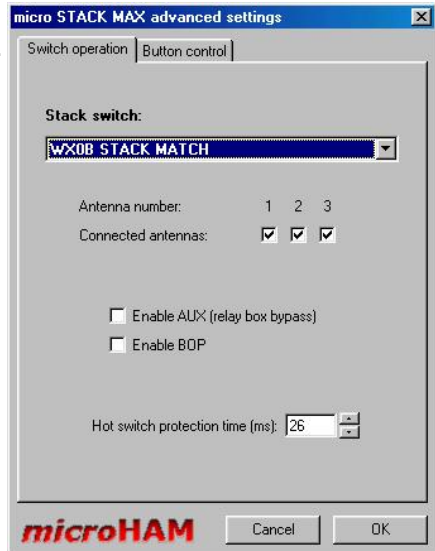 micro STACK MAX advanced settings
Switch operation Button control
Stack switch:
WX0B STACK MATCH
Antenna number: 1 2 3
Connected antennas:
Enable AUX (relay box bypass)
Enable BOP
Hot switch protection time (ms): 26
microHAM Cancel OK